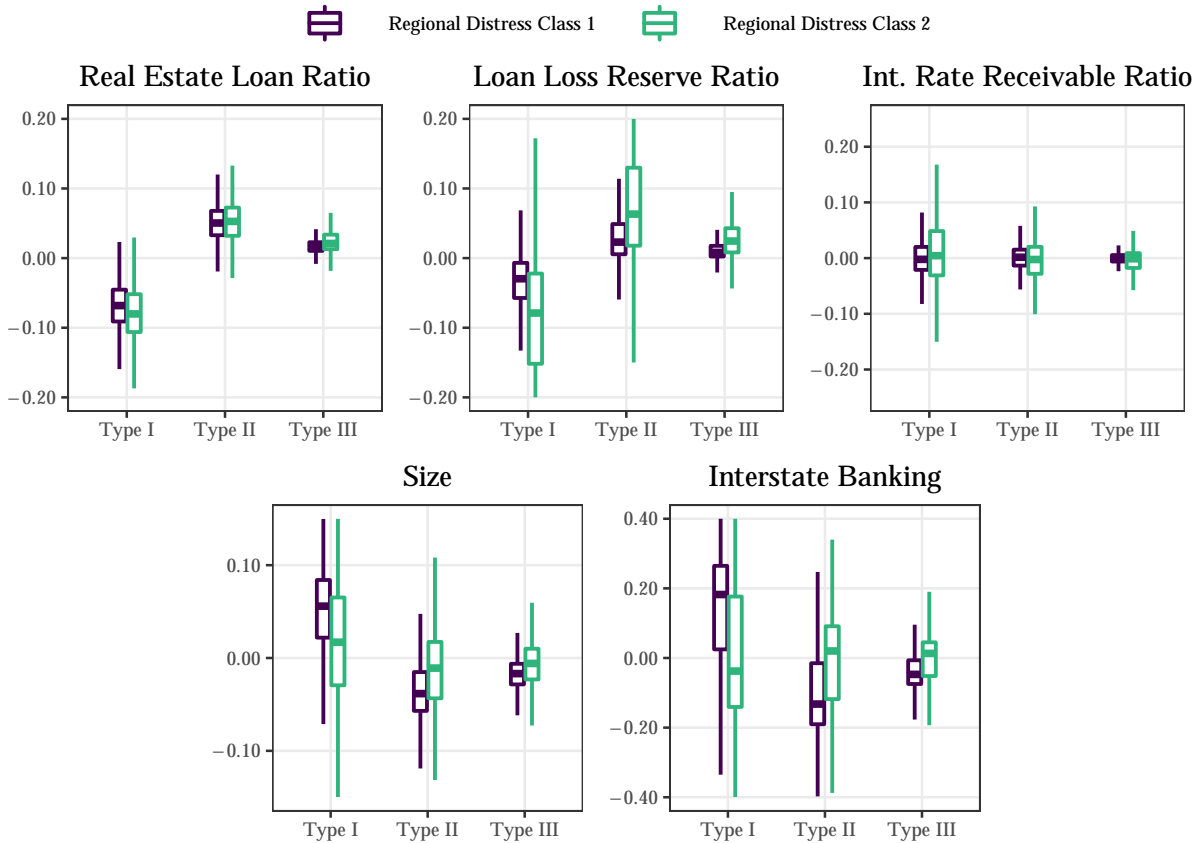 Regional Distress Class 1 Regional Distress Class 2
Real Estate Loan Ratio
Loan Loss Reserve Ratio
Int. Rate Receivable Ratio
0.20
0.10
0.00
−0.10
−0.20
Type I Type II Type III
0.20
0.10
0.00
−0.10
−0.20
Type I Type II Type III
0.20
0.10
0.00
−0.10
−0.20
Type I Type II Type III
Size
Interstate Banking
0.10
0.00
−0.10
Type I Type II Type III
0.40
0.20
0.00
−0.20
−0.40
Type I Type II Type III